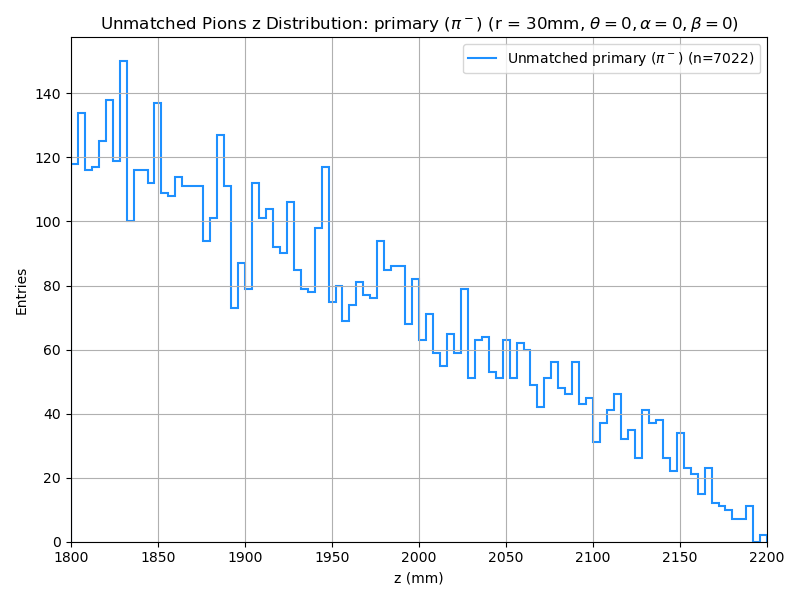 Unmatched Pions z Distribution: primary (π⁻) (r = 30mm, θ = 0, α = 0, β = 0)
Unmatched primary (π⁻) (n=7022)
Entries
140
120
100
80
60
40
20
0
1800 1850 1900 1950 2000 2050 2100 2150 2200
z (mm)